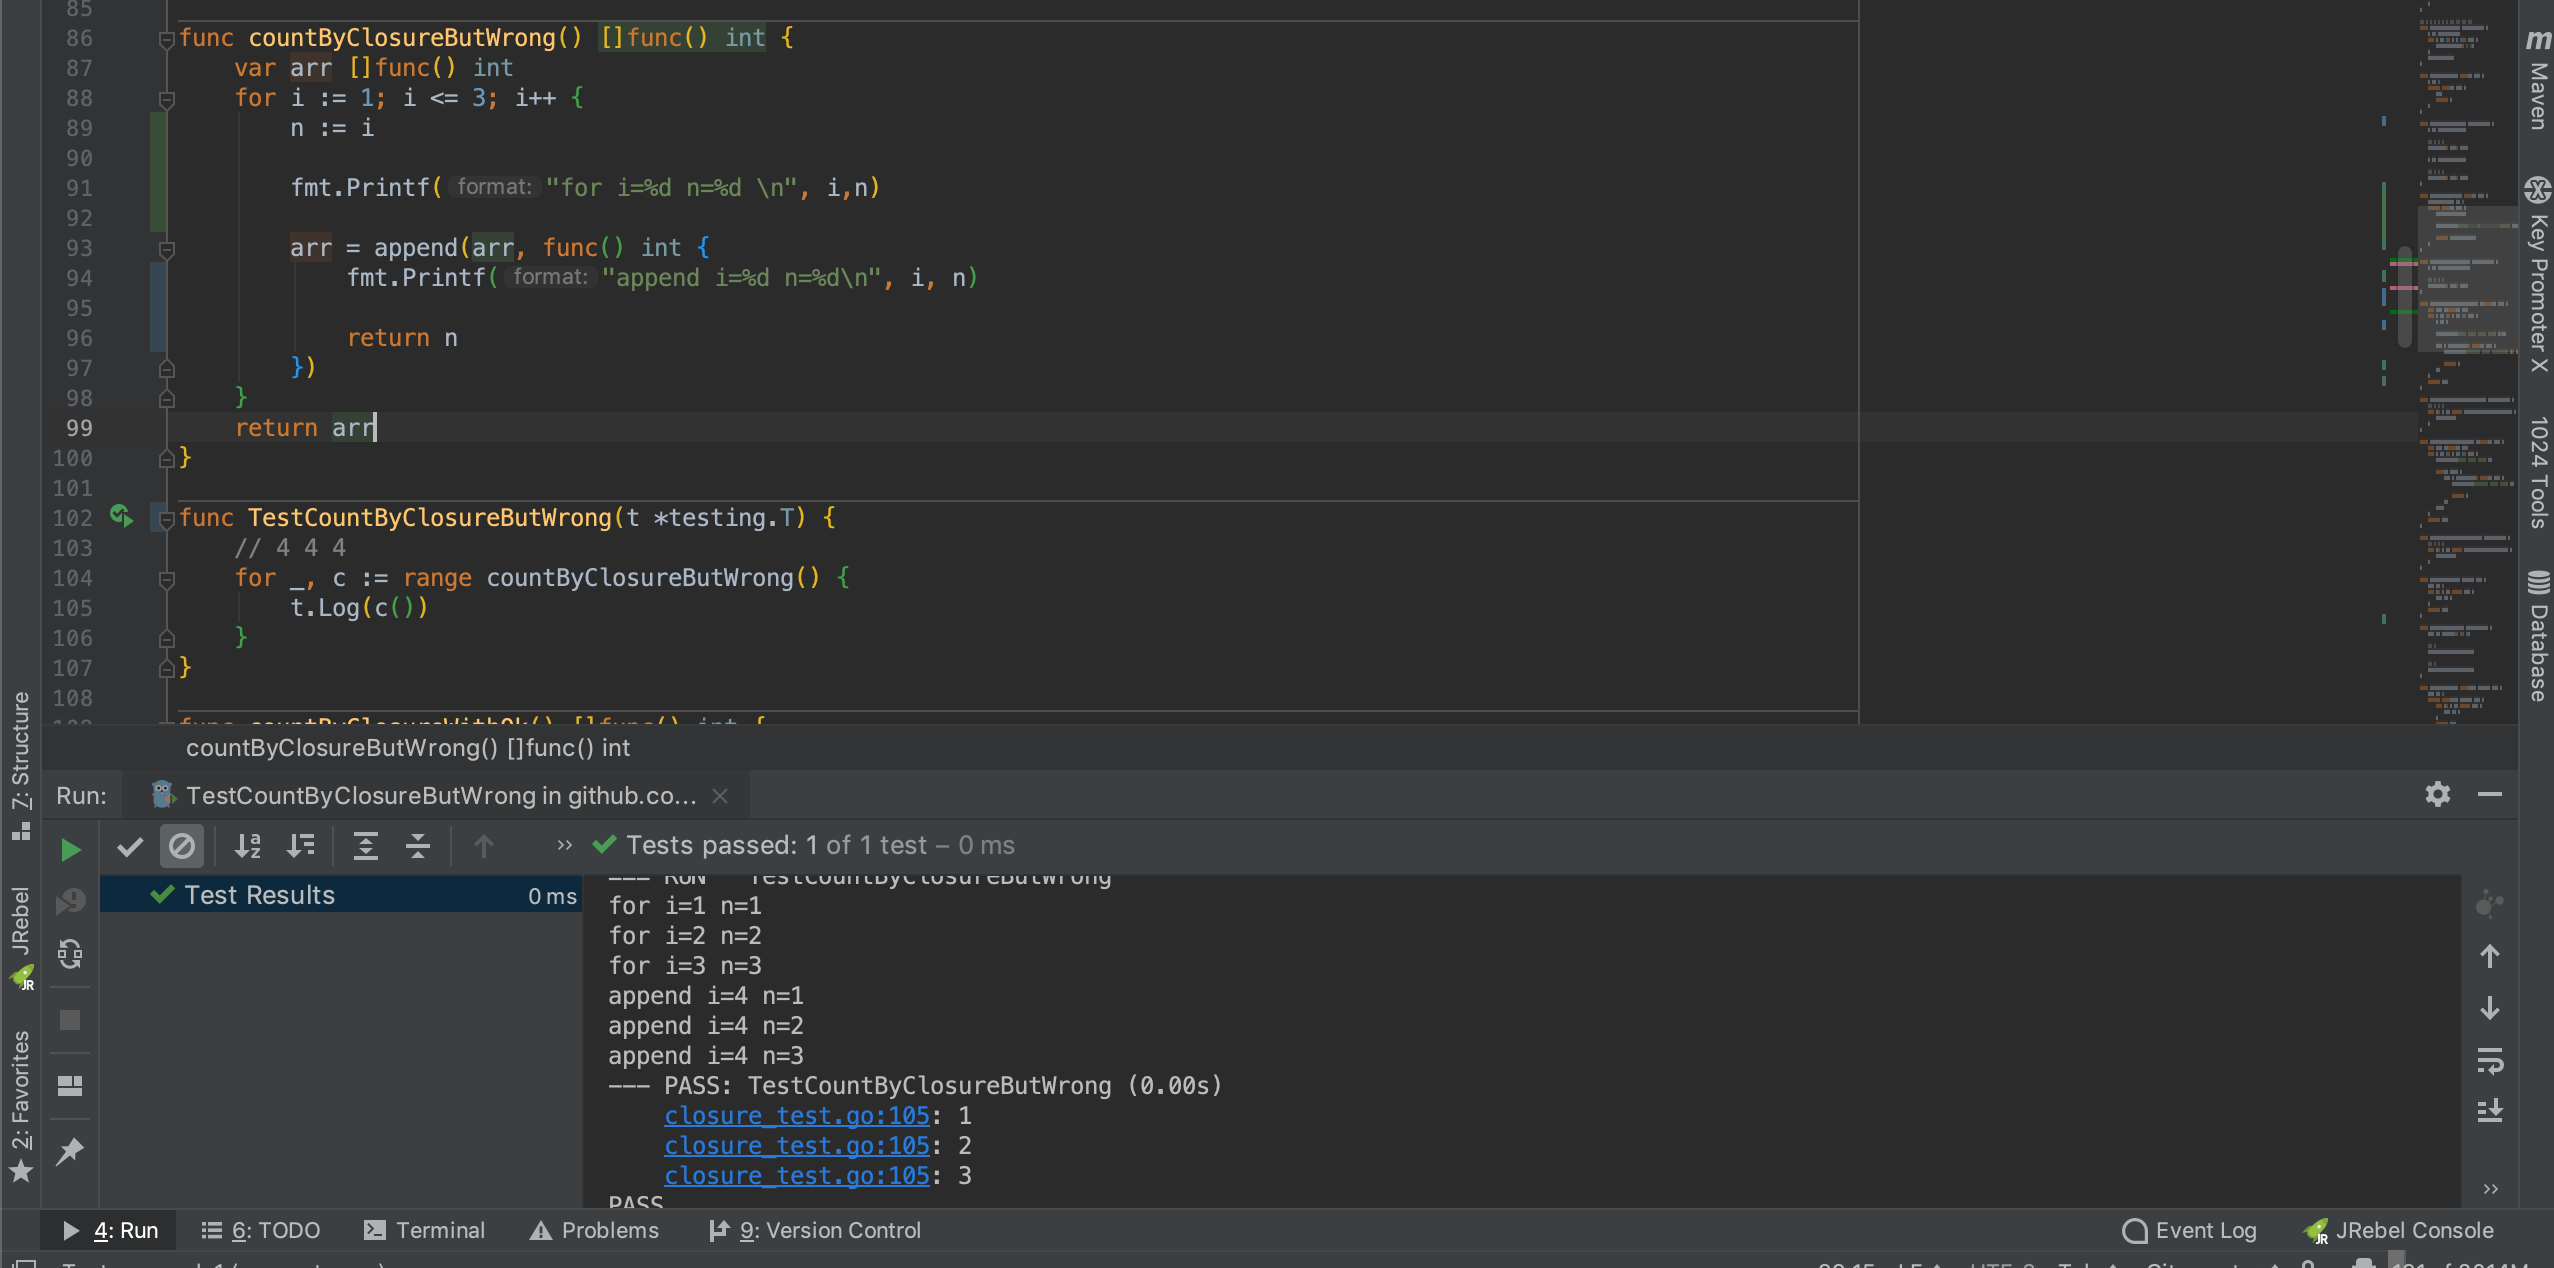 85
86 func countByClosureButWrong() []func() int {
87 var arr []func() int
88 for i := 1; i <= 3; i++ {
89 n := i
90
91 fmt.Printf( format: "for i=%d n=%d \n", i,n)
92
93 arr = append(arr, func() int {
94 fmt.Printf( format: "append i=%d n=%d\n", i, n)
95
96 return n
97 })
98 }
99 return arr
100 }
101
102 func TestCountByClosureButWrong(t *testing.T) {
103 // 4 4 4
104 for _, c := range countByClosureButWrong() {
105 t.Log(c())
106 }
107 }
108
func countByClosureWithOk() []func() int {
countByClosureButWrong() []func() int
Run: TestCountByClosureButWrong in github.co...
Tests passed: 1 of 1 test – 0 ms
Test Results 0 ms
=== RUN TestCountByClosureButWrong
for i=1 n=1
for i=2 n=2
for i=3 n=3
append i=4 n=1
append i=4 n=2
append i=4 n=3
--- PASS: TestCountByClosureButWrong (0.00s)
closure_test.go:105: 1
closure_test.go:105: 2
closure_test.go:105: 3
PASS
4: Run 6: TODO Terminal Problems 9: Version Control Event Log JRebel Console
7: Structure
JRebel
2: Favorites
m Maven
Key Promoter X
1024 Tools
Database